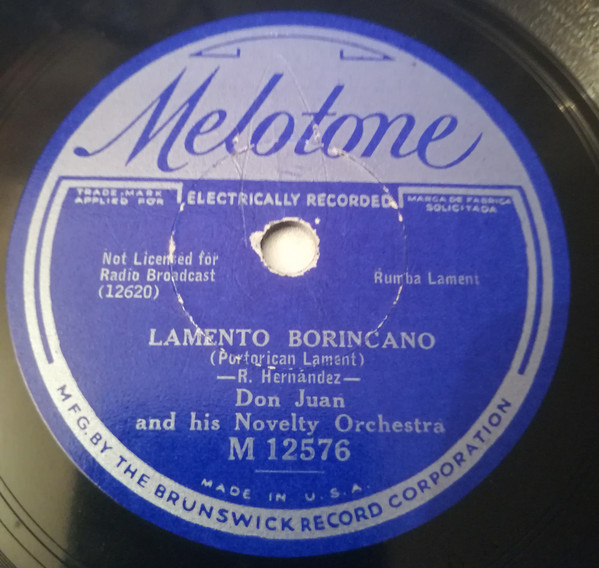 Melotone
TRADE-MARK
APPLIED FOR
ELECTRICALLY RECORDED
MARCA DE FABRICA
SOLICITADA
Not Licensed for
Radio Broadcast
(12620)
Rumba Lament
LAMENTO BORINCANO
(Portorican Lament)
—R. Hernández—
Don Juan
and his Novelty Orchestra
M 12576
MADE IN U.S.A.
MFG. BY THE BRUNSWICK RECORD CORPORATION